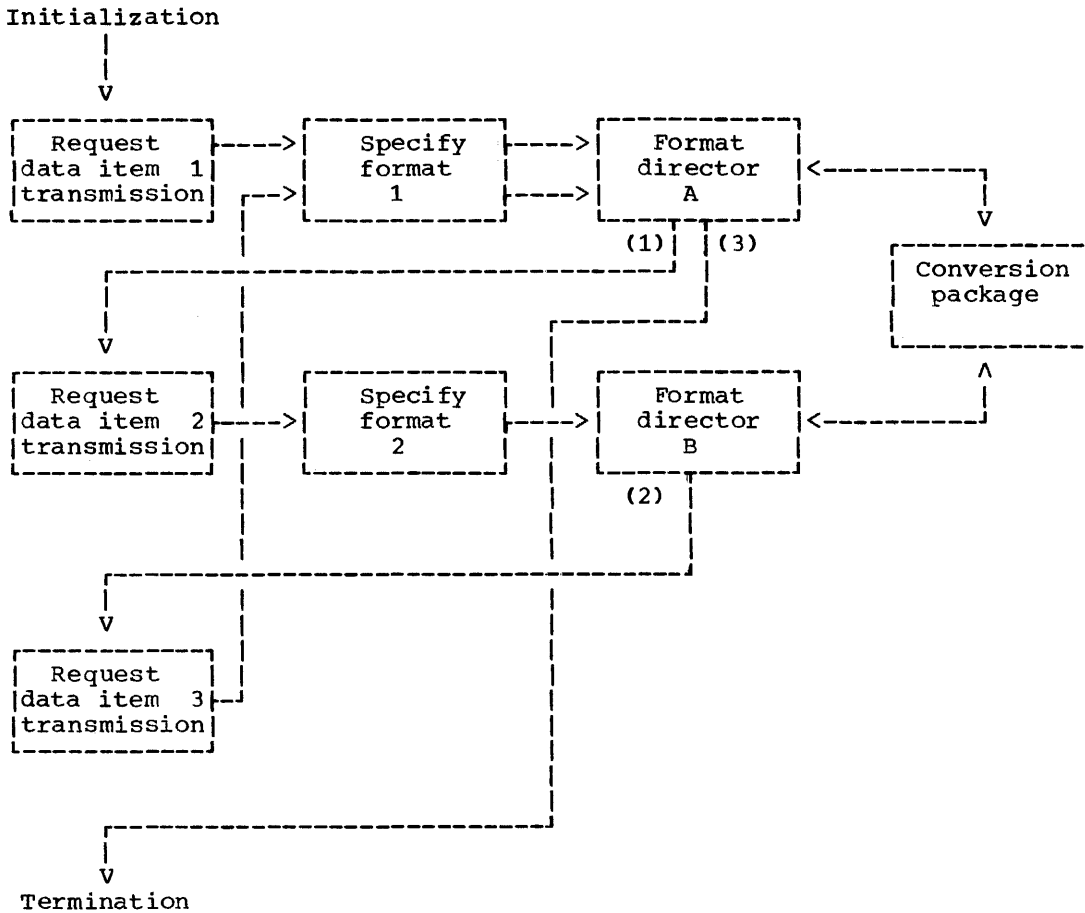 Initialization
Request
data item 1
transmission
Specify
format
1
Format
director
A
(1)
(3)
Conversion
package
Request
data item 2
transmission
Specify
format
2
Format
director
B
(2)
Request
data item 3
transmission
Termination